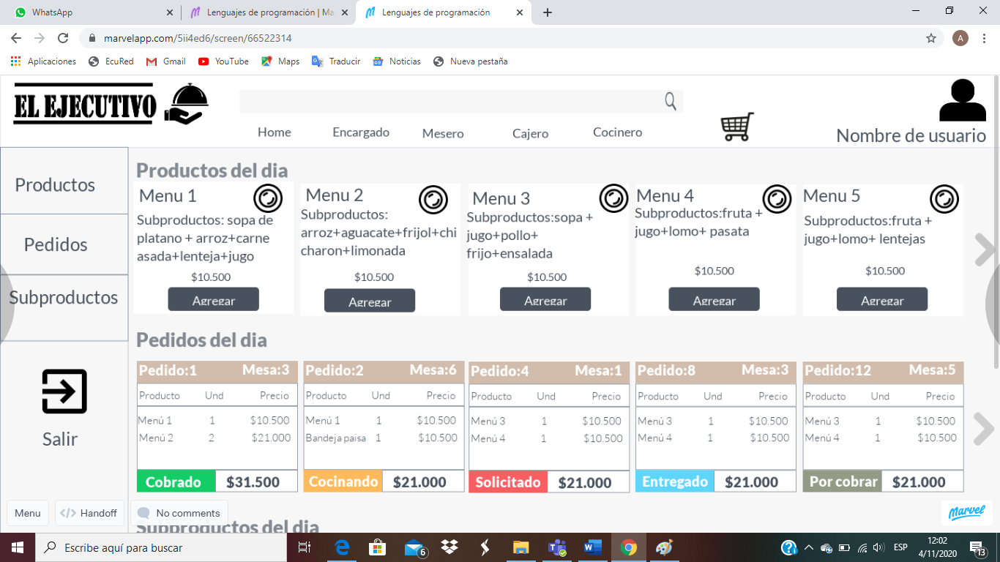 WhatsApp
Lenguajes de programación | Ma
Lenguajes de programación
marvelapp.com/5ii4ed6/screen/66522314
A
Aplicaciones
EcuRed
Gmail
YouTube
Maps
Traducir
Noticias
Nueva pestaña
EL EJECUTIVO
Home
Encargado
Mesero
Cajero
Cocinero
Nombre de usuario
Productos
Pedidos
Subproductos
Salir
Productos del dia
Menu 1
Subproductos: sopa de
platano + arroz+carne
asada+lenteja+jugo
$10.500
Agregar
Menu 2
Subproductos:
arroz+aguacate+frijol+chi
charon+limonada
$10.500
Agregar
Menu 3
Subproductos:sopa +
jugo+pollo+
frijo+ensalada
$10.500
Agregar
Menu 4
Subproductos:fruta +
jugo+lomo+ pasata
$10.500
Agregar
Menu 5
Subproductos:fruta +
jugo+lomo+ lentejas
$10.500
Agregar
Pedidos del dia
Pedido:1 Mesa:3
Producto Und Precio
Menú 1 1 $10.500
Menú 2 2 $21.000
Cobrado $31.500
Pedido:2 Mesa:6
Producto Und Precio
Menú 1 1 $10.500
Bandeja paisa 1 $10.500
Cocinando $21.000
Pedido:4 Mesa:1
Producto Und Precio
Menú 3 1 $10.500
Menú 4 1 $10.500
Solicitado $21.000
Pedido:8 Mesa:3
Producto Und Precio
Menú 3 1 $10.500
Menú 4 1 $10.500
Entregado $21.000
Pedido:12 Mesa:5
Producto Und Precio
Menú 3 1 $10.500
Menú 4 1 $10.500
Por cobrar $21.000
Subproductos del dia
Menu
</> Handoff
No comments
Marvel
Escribe aquí para buscar
6
ESP
12:02
4/11/2020
13